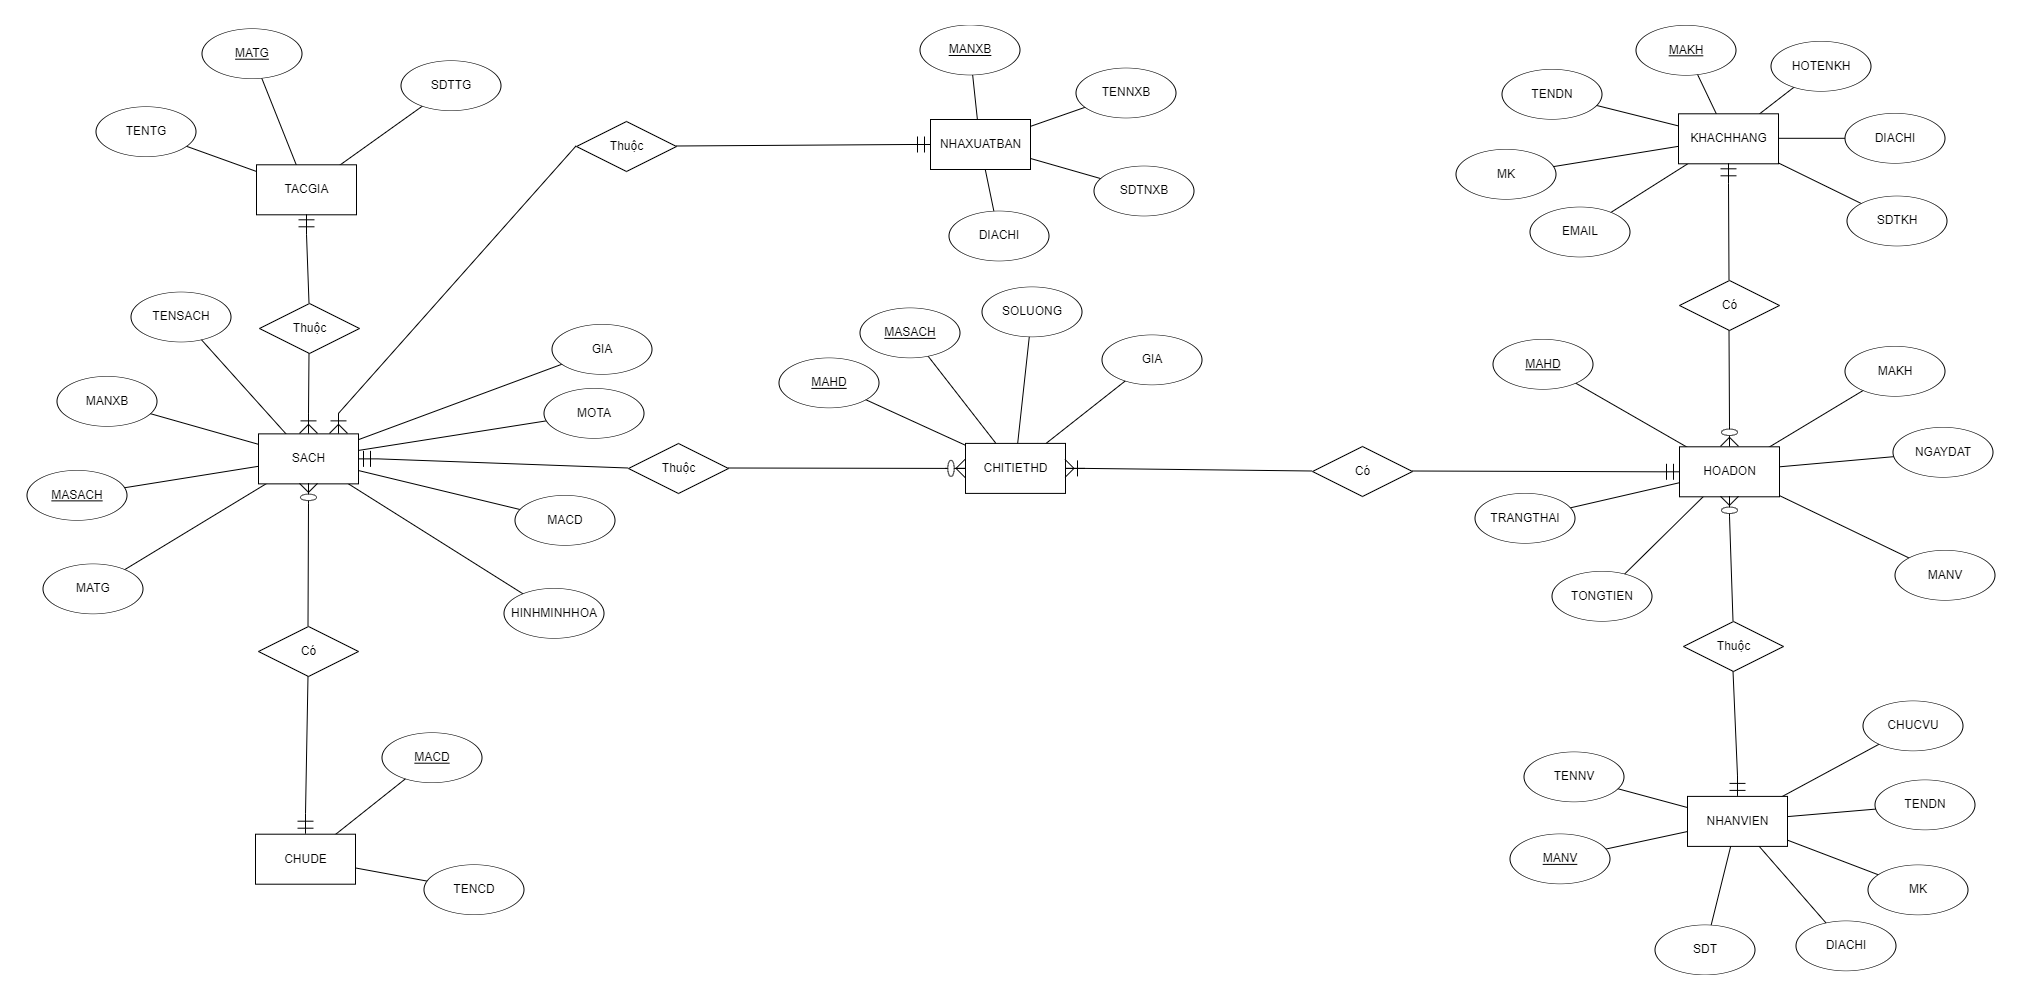 MATG
SDTTG
TENTG
TACGIA
Thuộc
MANXB
TENNXB
NHAXUATBAN
SDTNXB
DIACHI
Thuộc
MAKH
HOTENKH
TENDN
KHACHHANG
DIACHI
MK
EMAIL
SDTKH
Có
TENSACH
GIA
MANXB
MOTA
SACH
MASACH
MACD
MATG
HINHMINHHOA
Thuộc
SOLUONG
MASACH
GIA
MAHD
CHITIETHD
Có
MAHD
MAKH
NGAYDAT
HOADON
TRANGTHAI
MANV
TONGTIEN
Có
Thuộc
MACD
CHUDE
TENCD
CHUCVU
TENNV
TENDN
NHANVIEN
MANV
MK
SDT
DIACHI